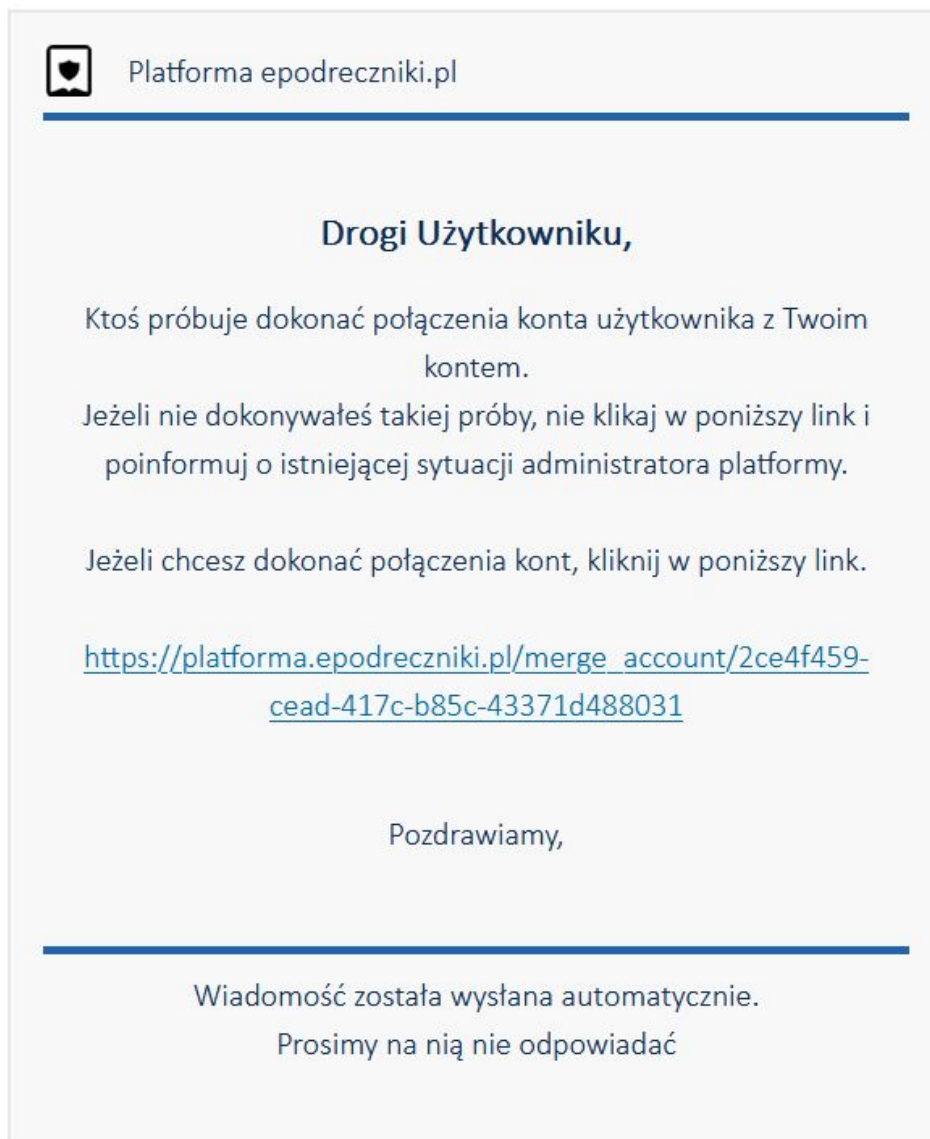 Platforma epodreczniki.pl
Drogi Użytkowniku,
Ktoś próbuje dokonać połączenia konta użytkownika z Twoim
kontem.
Jeżeli nie dokonywałeś takiej próby, nie klikaj w poniższy link i
poinformuj o istniejącej sytuacji administratora platformy.
Jeżeli chcesz dokonać połączenia kont, kliknij w poniższy link.
https://platforma.epodreczniki.pl/merge_account/2ce4f459-
cead-417c-b85c-43371d488031
Pozdrawiamy,
Wiadomość została wysłana automatycznie.
Prosimy na nią nie odpowiadać